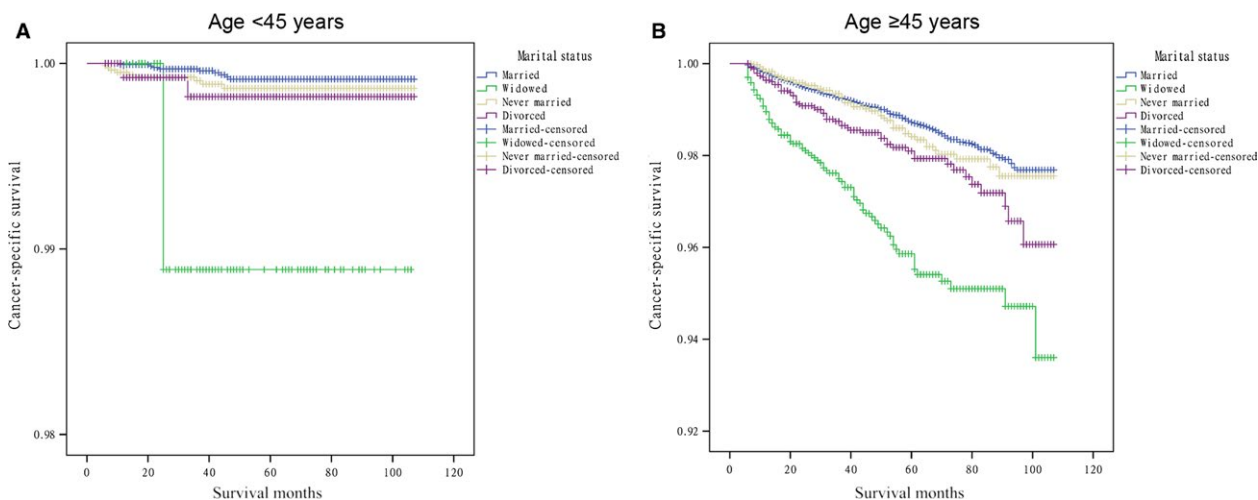 A
Age <45 years
1.00
0.99
0.98
Cancer-specific survival
0
20
40
60
80
100
120
Survival months
Marital status
Married
Widowed
Never married
Divorced
Married-censored
Widowed-censored
Never married-censored
Divorced-censored
B
Age ≥45 years
1.00
0.98
0.96
0.94
0.92
Cancer-specific survival
0
20
40
60
80
100
120
Survival months
Marital status
Married
Widowed
Never married
Divorced
Married-censored
Widowed-censored
Never married-censored
Divorced-censored